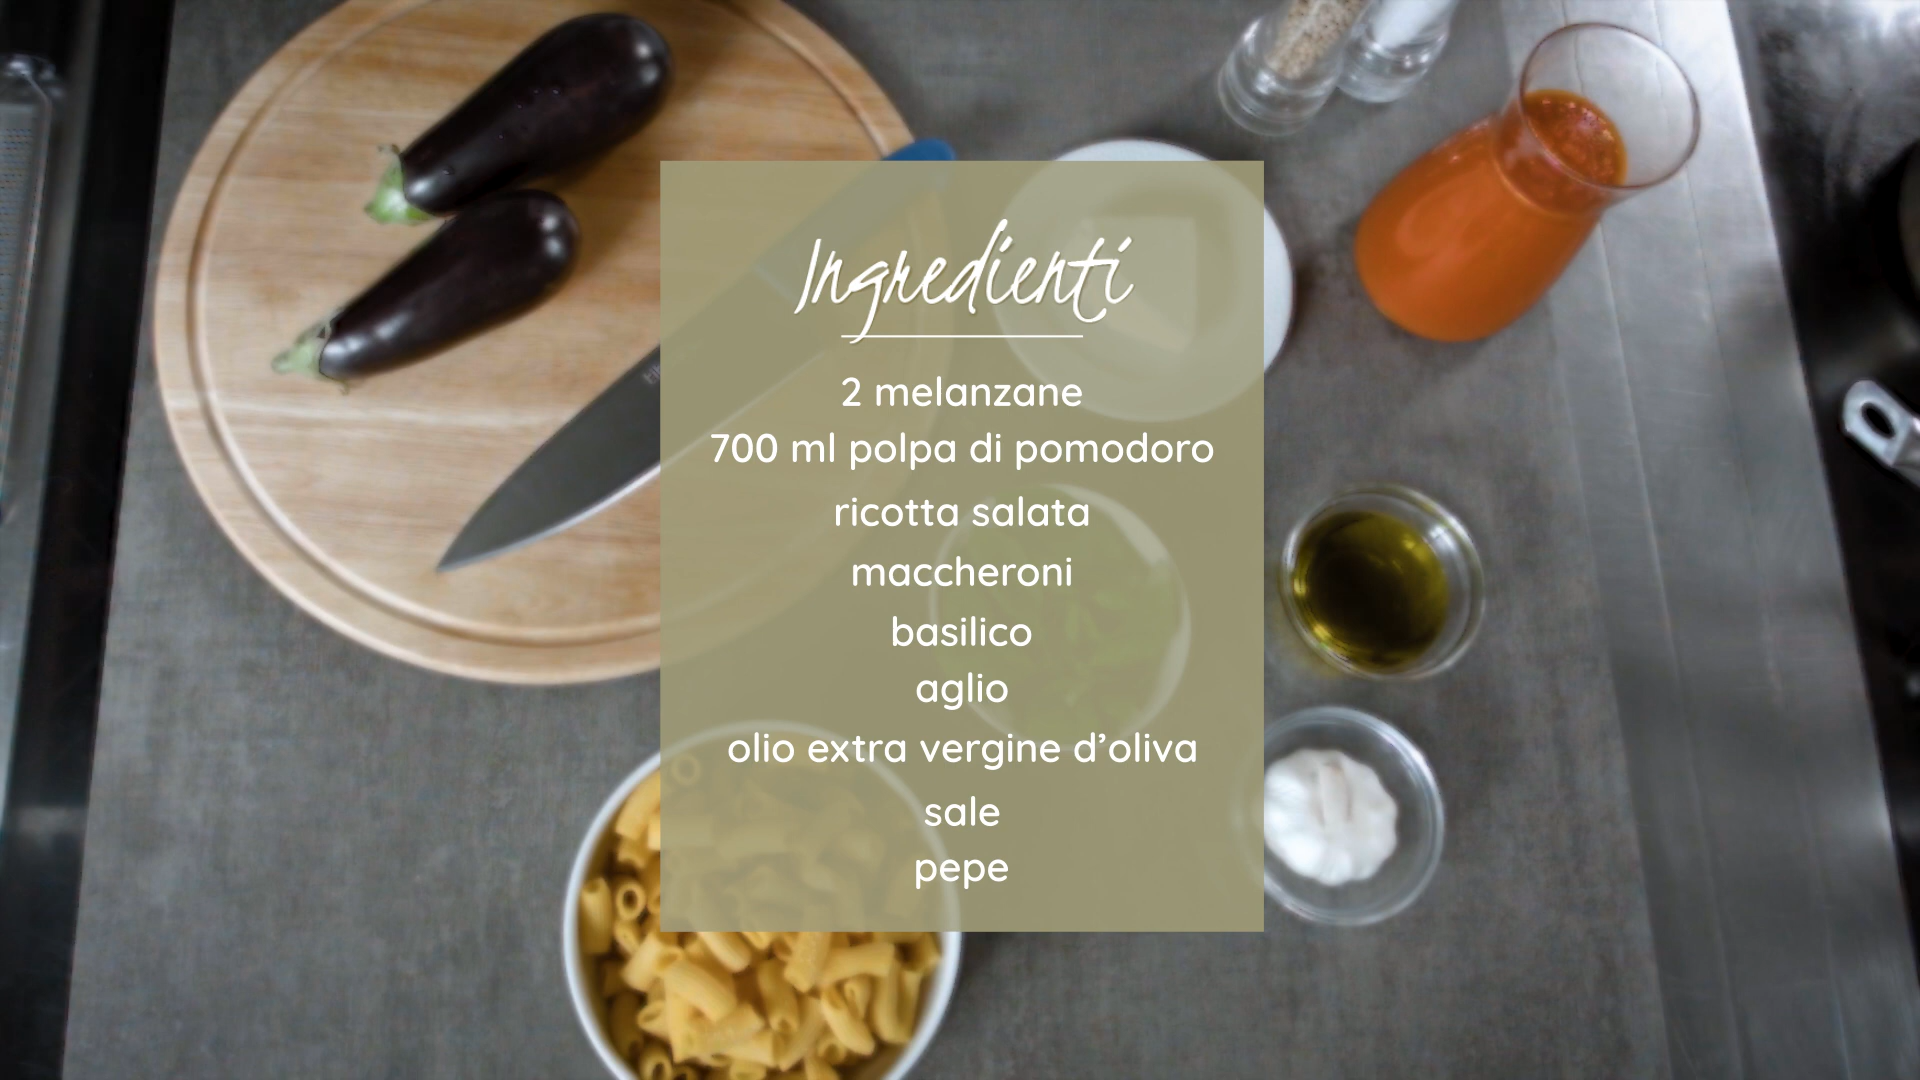 Ingredienti
2 melanzane
700 ml polpa di pomodoro
ricotta salata
maccheroni
basilico
aglio
olio extra vergine d’oliva
sale
pepe